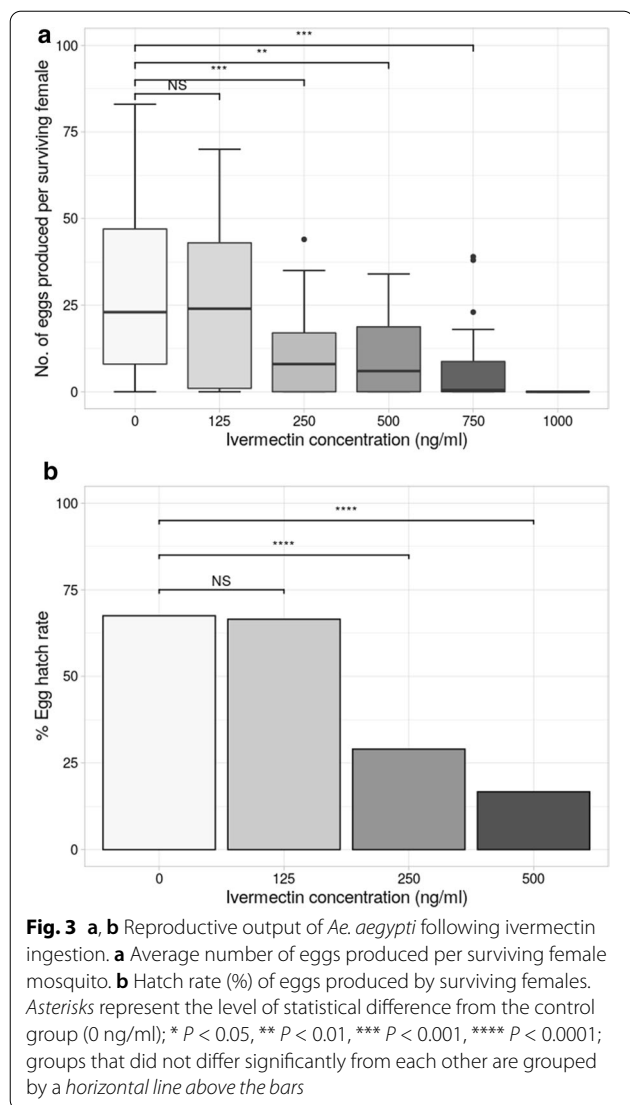 a
100
75
50
25
0
No. of eggs produced per surviving female
***
**
***
NS
0 125 250 500 750 1000
Ivermectin concentration (ng/ml)
b
100
75
50
25
0
% Egg hatch rate
****
****
NS
0 125 250 500
Ivermectin concentration (ng/ml)
Fig. 3 a, b Reproductive output of Ae. aegypti following ivermectin
ingestion. a Average number of eggs produced per surviving female
mosquito. b Hatch rate (%) of eggs produced by surviving females.
Asterisks represent the level of statistical difference from the control
group (0 ng/ml); * P < 0.05, ** P < 0.01, *** P < 0.001, **** P < 0.0001;
groups that did not differ significantly from each other are grouped
by a horizontal line above the bars